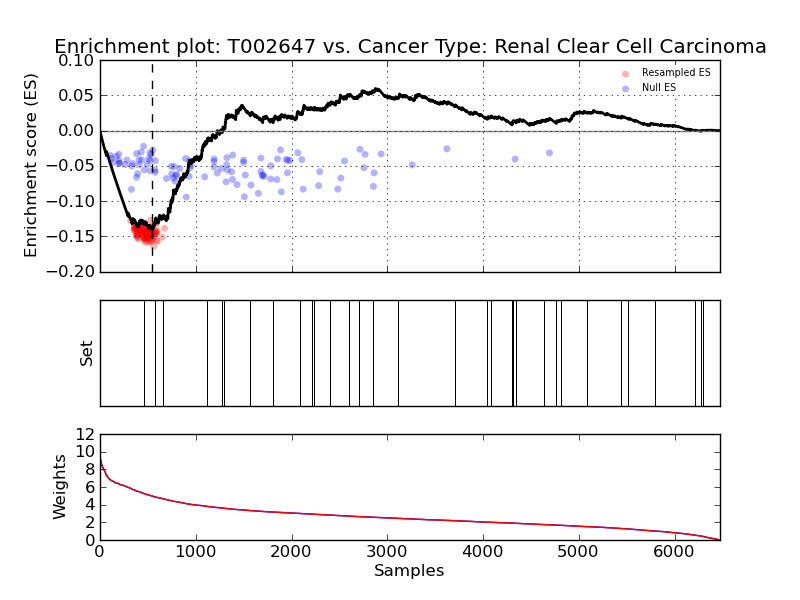 Enrichment plot: T002647 vs. Cancer Type: Renal Clear Cell Carcinoma
Enrichment score (ES)
0.10
0.05
0.00
−0.05
−0.10
−0.15
−0.20
Resampled ES
Null ES
Set
Weights
12
10
8
6
4
2
0
0 1000 2000 3000 4000 5000 6000
Samples